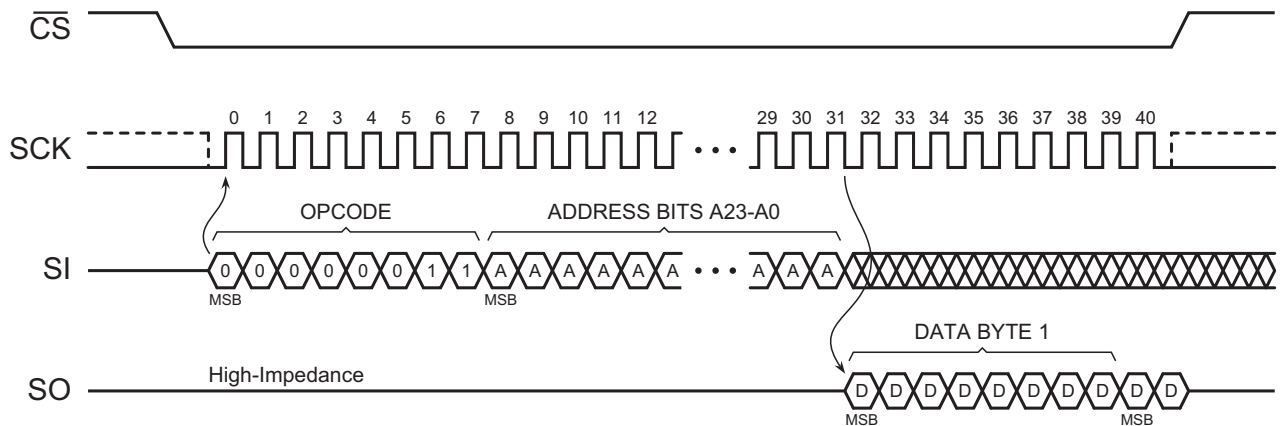 CS
SCK
0 1 2 3 4 5 6 7 8 9 10 11 12 29 30 31 32 33 34 35 36 37 38 39 40
OPCODE ADDRESS BITS A23-A0
SI 0 0 0 0 0 0 1 1 A A A A A A A A A
MSB MSB
DATA BYTE 1
SO High-Impedance D D D D D D D D D D
MSB MSB